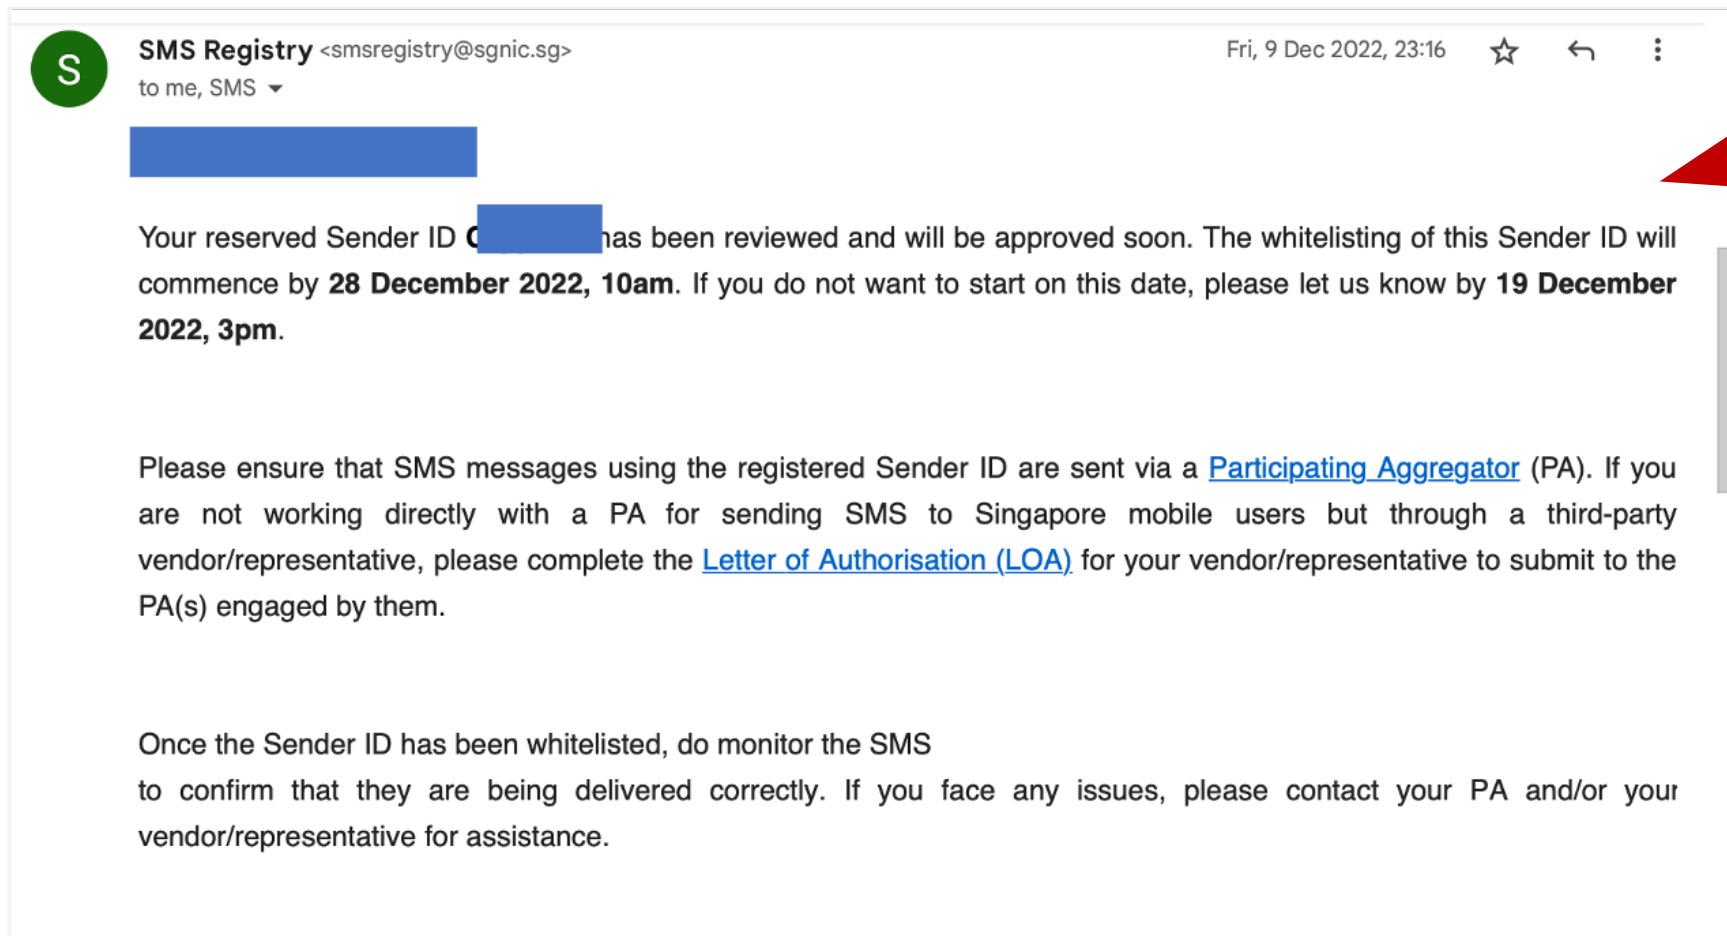 S
SMS Registry <smsregistry@sgnic.sg>
Fri, 9 Dec 2022, 23:16
to me, SMS
Your reserved Sender ID has been reviewed and will be approved soon. The whitelisting of this Sender ID will
commence by 28 December 2022, 10am. If you do not want to start on this date, please let us know by 19 December
2022, 3pm.
Please ensure that SMS messages using the registered Sender ID are sent via a Participating Aggregator (PA). If you
are not working directly with a PA for sending SMS to Singapore mobile users but through a third-party
vendor/representative, please complete the Letter of Authorisation (LOA) for your vendor/representative to submit to the
PA(s) engaged by them.
Once the Sender ID has been whitelisted, do monitor the SMS
to confirm that they are being delivered correctly. If you face any issues, please contact your PA and/or your
vendor/representative for assistance.